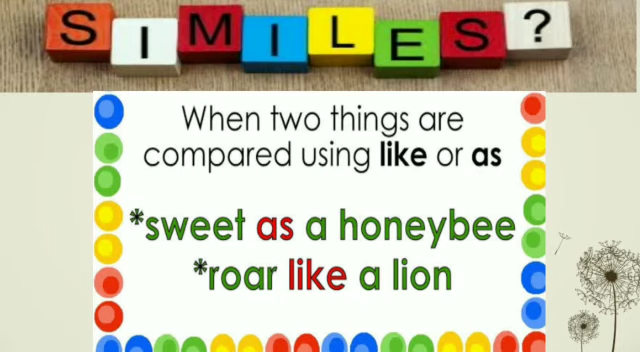 SIMILES?
When two things are
compared using like or as
*sweet as a honeybee
*roar like a lion